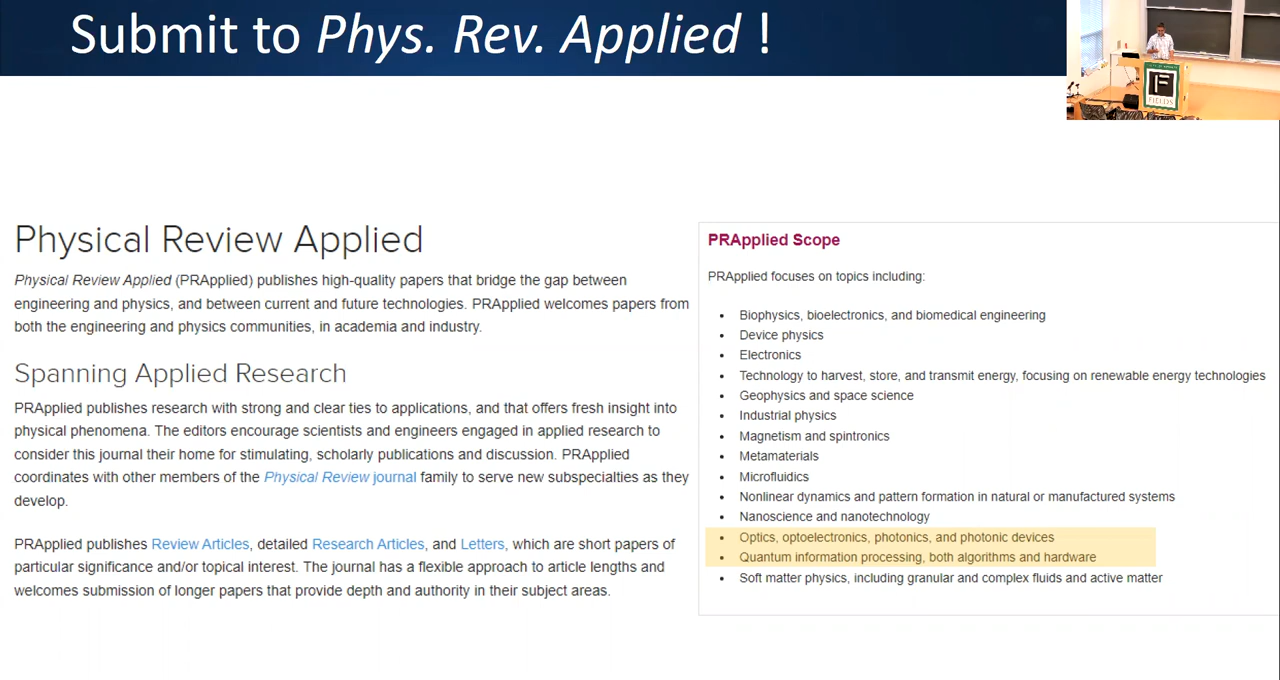 Submit to Phys. Rev. Applied !
F
FIELDS
Physical Review Applied
Physical Review Applied (PRApplied) publishes high-quality papers that bridge the gap between
engineering and physics, and between current and future technologies. PRApplied welcomes papers from
both the engineering and physics communities, in academia and industry.
Spanning Applied Research
PRApplied publishes research with strong and clear ties to applications, and that offers fresh insight into
physical phenomena. The editors encourage scientists and engineers engaged in applied research to
consider this journal their home for stimulating, scholarly publications and discussion. PRApplied
coordinates with other members of the Physical Review journal family to serve new subspecialties as they
develop.
PRApplied publishes Review Articles, detailed Research Articles, and Letters, which are short papers of
particular significance and/or topical interest. The journal has a flexible approach to article lengths and
welcomes submission of longer papers that provide depth and authority in their subject areas.
PRApplied Scope
PRApplied focuses on topics including:
• Biophysics, bioelectronics, and biomedical engineering
• Device physics
• Electronics
• Technology to harvest, store, and transmit energy, focusing on renewable energy technologies
• Geophysics and space science
• Industrial physics
• Magnetism and spintronics
• Metamaterials
• Microfluidics
• Nonlinear dynamics and pattern formation in natural or manufactured systems
• Nanoscience and nanotechnology
• Optics, optoelectronics, photonics, and photonic devices
• Quantum information processing, both algorithms and hardware
• Soft matter physics, including granular and complex fluids and active matter